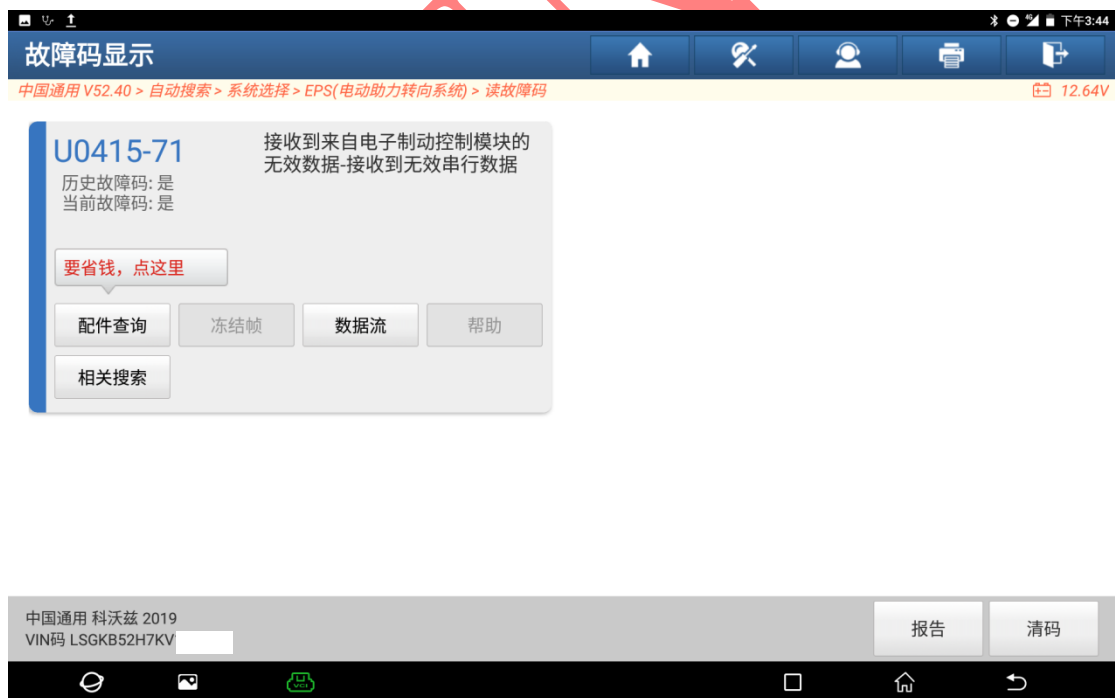 下午3:44
故障码显示
中国通用 V52.40 > 自动搜索 > 系统选择 > EPS(电动助力转向系统) > 读故障码
12.64V
U0415-71
历史故障码: 是
当前故障码: 是
接收到来自电子制动控制模块的
无效数据-接收到无效串行数据
要省钱，点这里
配件查询
冻结帧
数据流
帮助
相关搜索
中国通用 科沃兹 2019
VIN码 LSGKB52H7KV
报告
清码